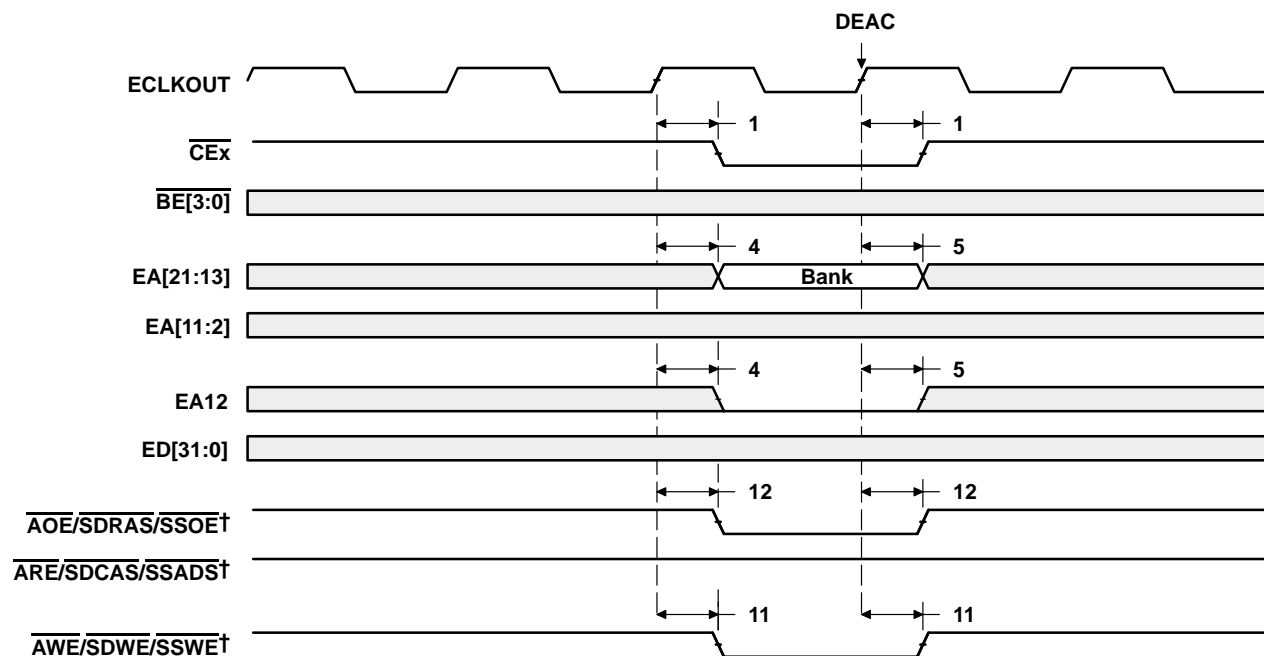 DEAC
ECLKOUT
1 1
CEx
BE[3:0]
4 5
EA[21:13] Bank
EA[11:2]
4 5
EA12
ED[31:0]
12 12
AOE/SDRAS/SSOE†
ARE/SDCAS/SSADS†
11 11
AWE/SDWE/SSWE†